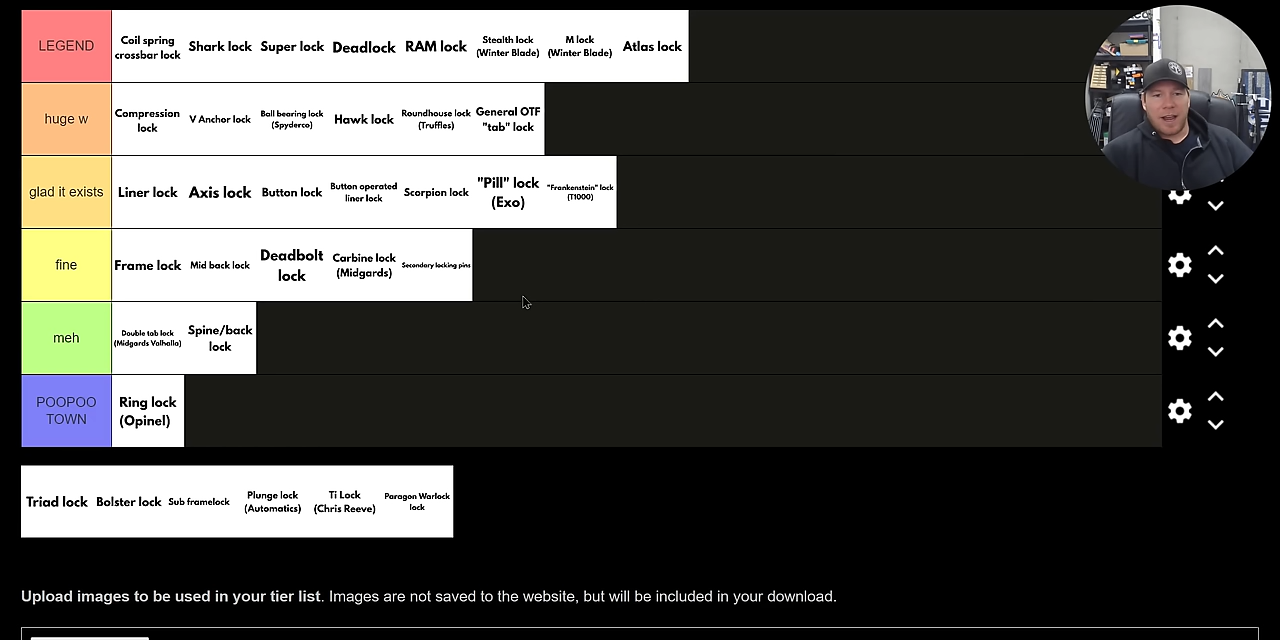 LEGEND
Coil spring
crossbar lock
Shark lock
Super lock
Deadlock
RAM lock
Stealth lock
(Winter Blade)
M lock
(Winter Blade)
Atlas lock
huge w
Compression
lock
V Anchor lock
Ball bearing lock
(Spyderco)
Hawk lock
Roundhouse lock
(Truffles)
General OTF
"tab" lock
glad it exists
Liner lock
Axis lock
Button lock
Button operated
liner lock
Scorpion lock
"Pill" lock
(Exo)
"Frankenstein" lock
(T1000)
fine
Frame lock
Mid back lock
Deadbolt
lock
Carbine lock
(Midgards)
Secondary locking pins
meh
Double tab lock
(Midgards Valhalla)
Spine/back
lock
POOPOO
TOWN
Ring lock
(Opinel)
Triad lock
Bolster lock
Sub framelock
Plunge lock
(Automatics)
Ti Lock
(Chris Reeve)
Paragon Warlock
lock
Upload images to be used in your tier list. Images are not saved to the website, but will be included in your download.